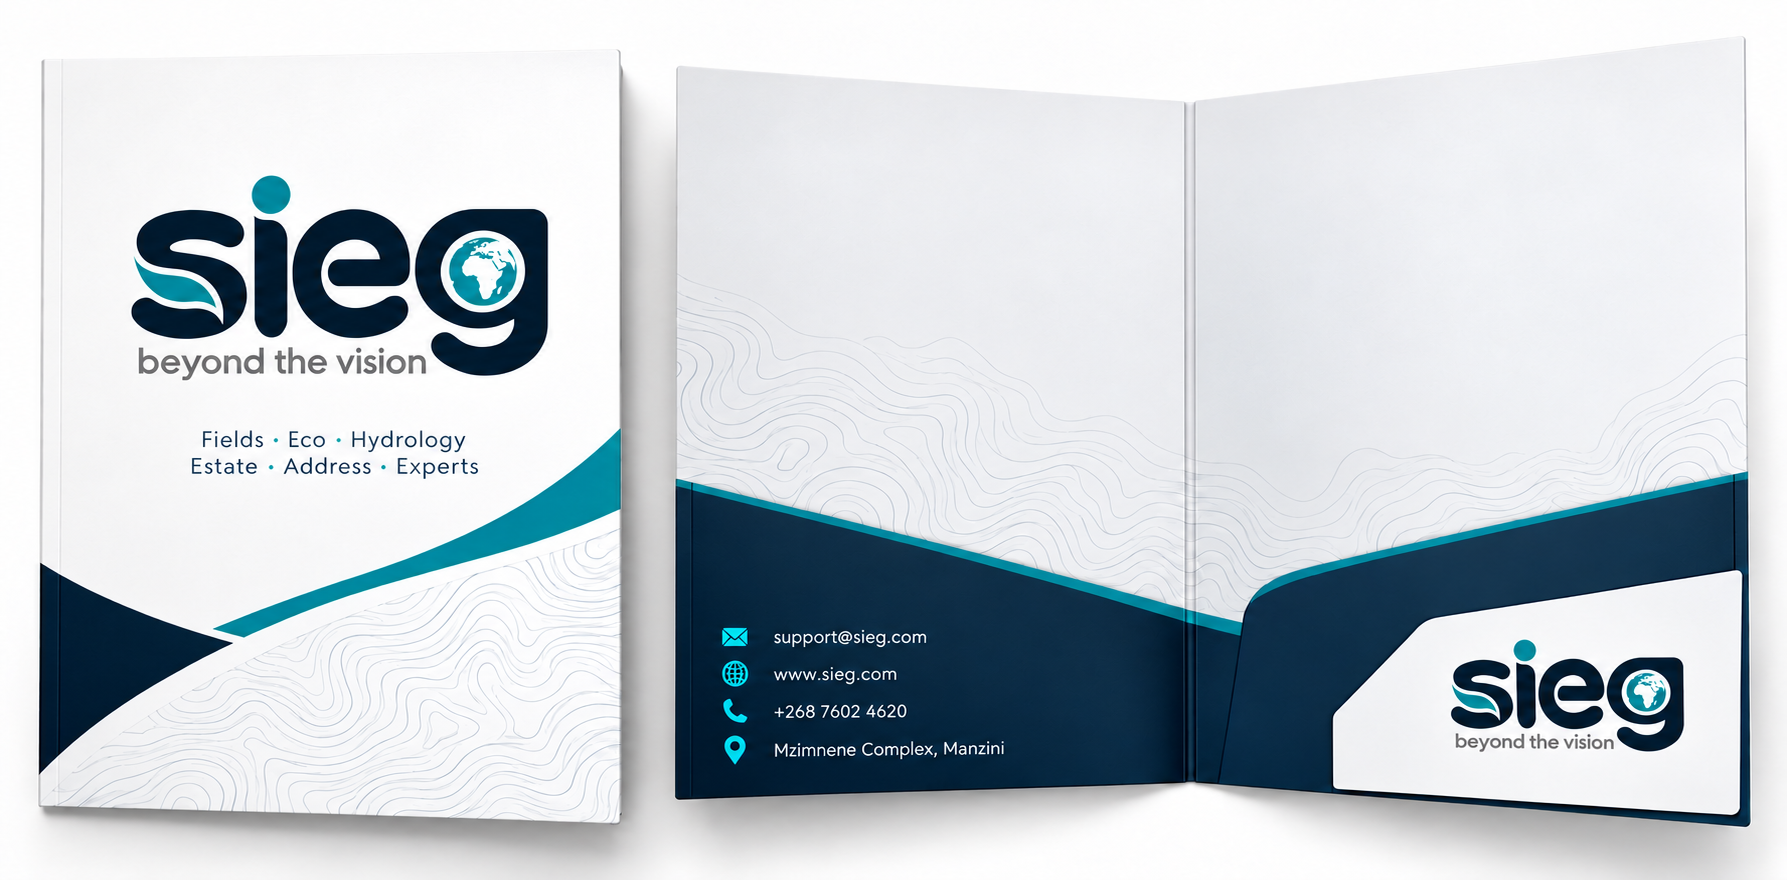 sieg
beyond the vision
Fields • Eco • Hydrology
Estate • Address • Experts
support@sieg.com
www.sieg.com
+268 7602 4620
Mzimnene Complex, Manzini
sieg
beyond the vision